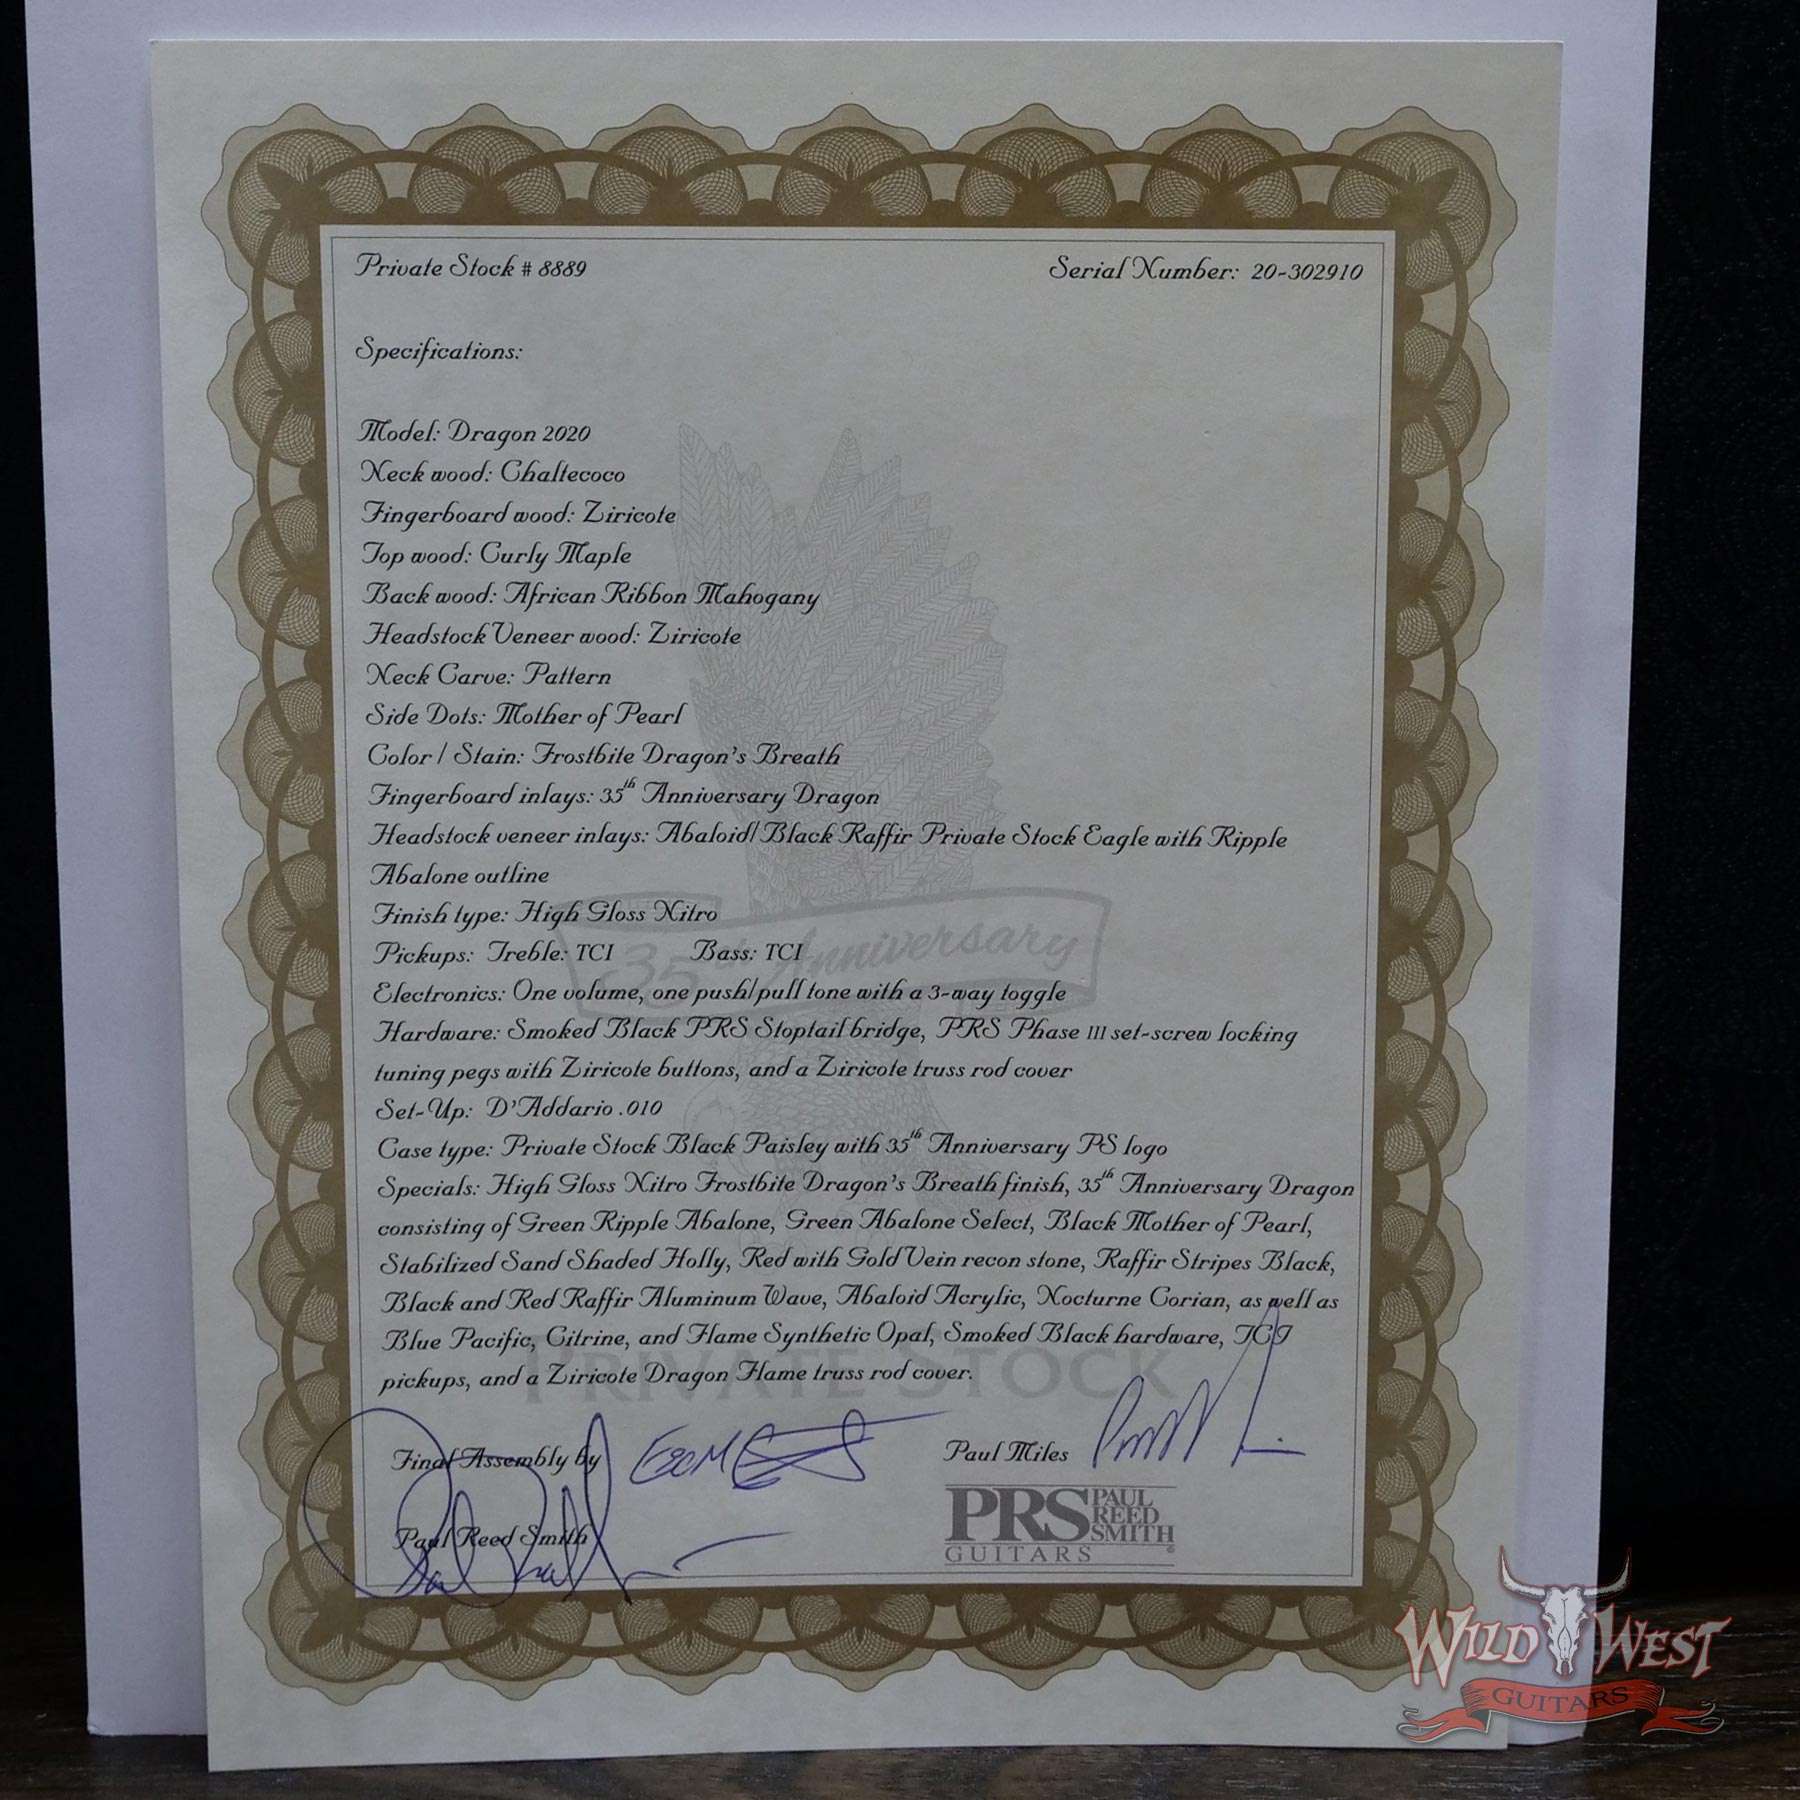 Private Stock # 8889 Serial Number: 20-302910
Specifications:
Model: Dragon 2020
Neck wood: Chaltecoco
Fingerboard wood: Ziricote
Top wood: Curly Maple
Back wood: African Ribbon Mahogany
Headstock Veneer wood: Ziricote
Neck Carve: Pattern
Side Dots: Mother of Pearl
Color / Stain: Frostbite Dragon's Breath
Fingerboard inlays: 35th Anniversary Dragon
Headstock veneer inlays: Abaloid/Black Raffir Private Stock Eagle with Ripple
Abalone outline
Finish type: High Gloss Nitro
Pickups: Treble: TCI Bass: TCI
35th Anniversary
Electronics: One volume, one push/pull tone with a 3-way toggle
Hardware: Smoked Black PRS Stoptail bridge, PRS Phase III set-screw locking
tuning pegs with Ziricote buttons, and a Ziricote truss rod cover
Set-Up: D'Addario .010
Case type: Private Stock Black Paisley with 35th Anniversary PS logo
Specials: High Gloss Nitro Frostbite Dragon's Breath finish, 35th Anniversary Dragon
consisting of Green Ripple Abalone, Green Abalone Select, Black Mother of Pearl,
Stabilized Sand Shaded Holly, Red with Gold Vein recon stone, Raffir Stripes Black,
Black and Red Raffir Aluminum Wave, Abaloid Acrylic, Nocturne Corian, as well as
Blue Pacific, Citrine, and Flame Synthetic Opal, Smoked Black hardware, TCI
pickups, and a Ziricote Dragon Flame truss rod cover.
PRIVATE STOCK
Final Assembly by Paul Miles
Paul Reed Smith
PRS PAUL REED SMITH
GUITARS
WILD WEST
GUITARS